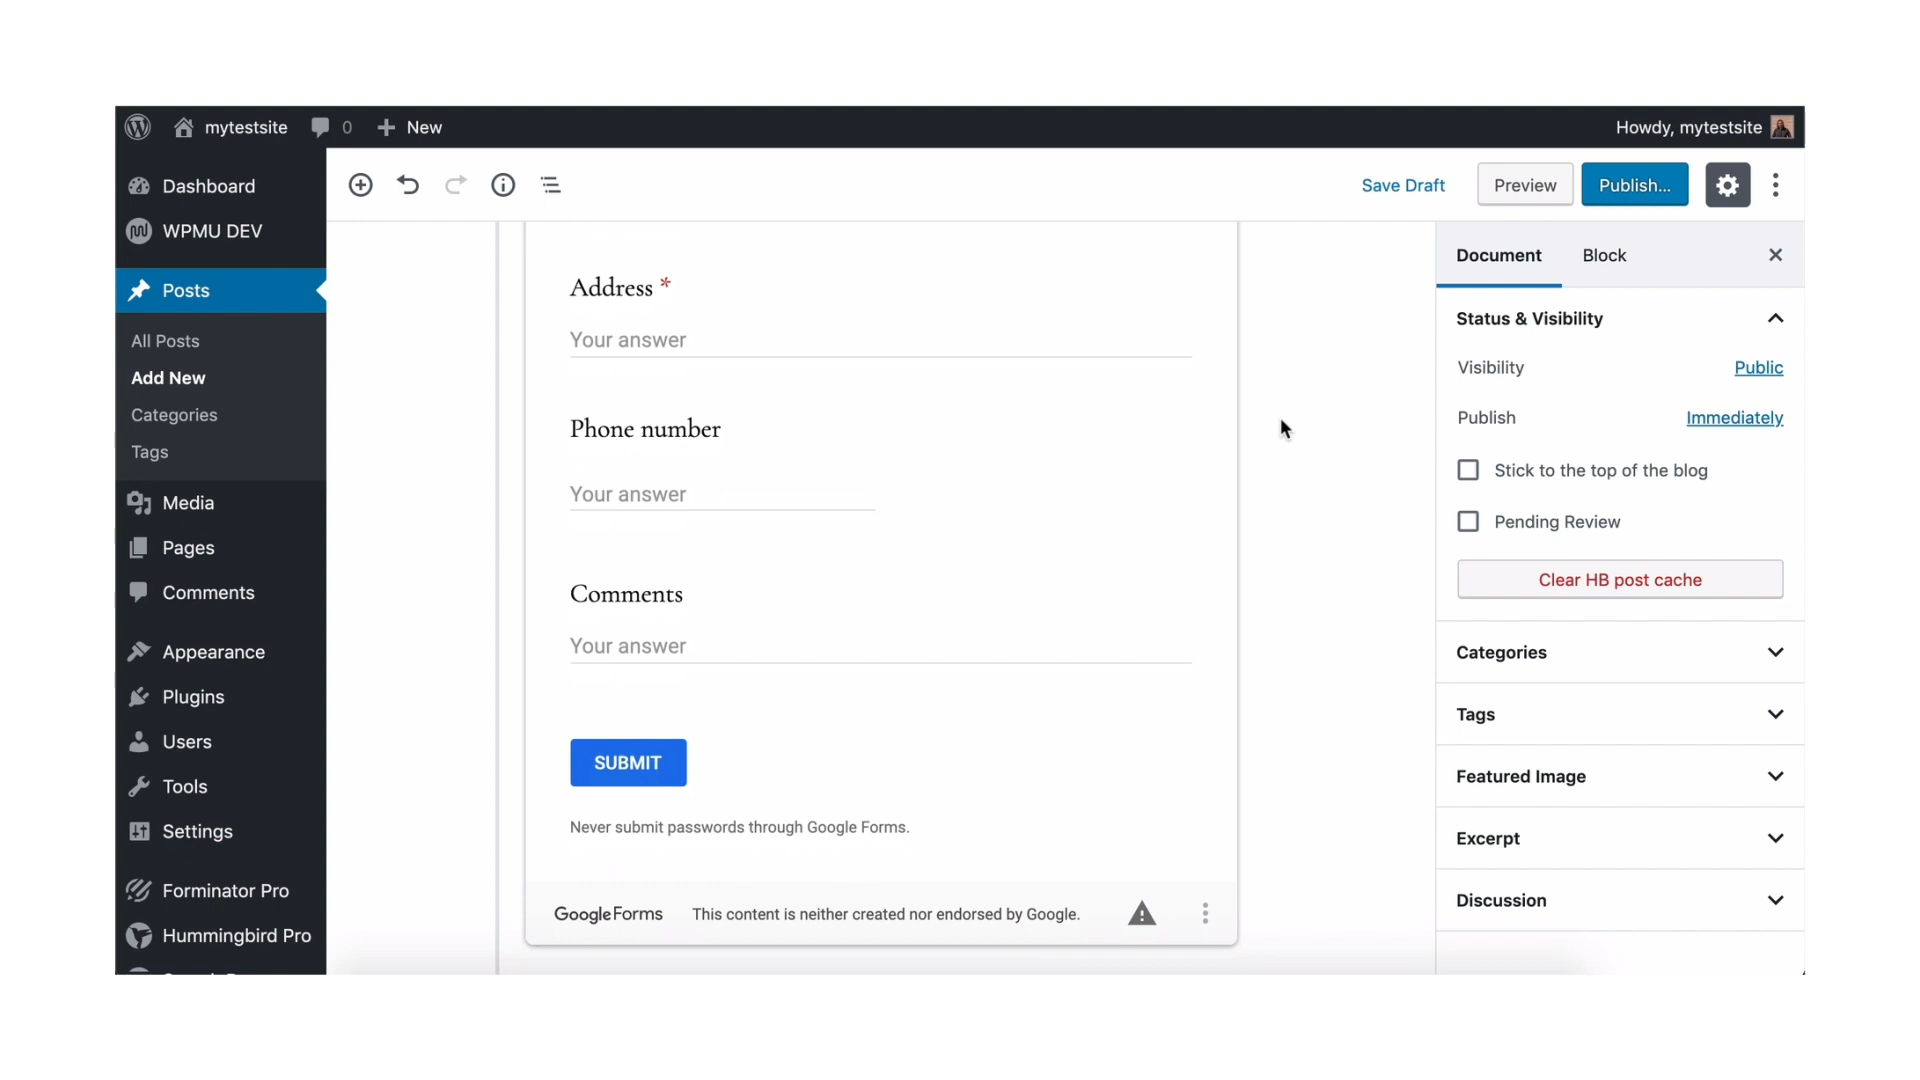 mytestsite
0
New
Howdy, mytestsite
Dashboard
WPMU DEV
Posts
All Posts
Add New
Categories
Tags
Media
Pages
Comments
Appearance
Plugins
Users
Tools
Settings
Forminator Pro
Hummingbird Pro
Save Draft
Preview
Publish...
Address *
Your answer
Phone number
Your answer
Comments
Your answer
SUBMIT
Never submit passwords through Google Forms.
Google Forms
This content is neither created nor endorsed by Google.
Document
Block
Status & Visibility
Visibility
Public
Publish
Immediately
Stick to the top of the blog
Pending Review
Clear HB post cache
Categories
Tags
Featured Image
Excerpt
Discussion